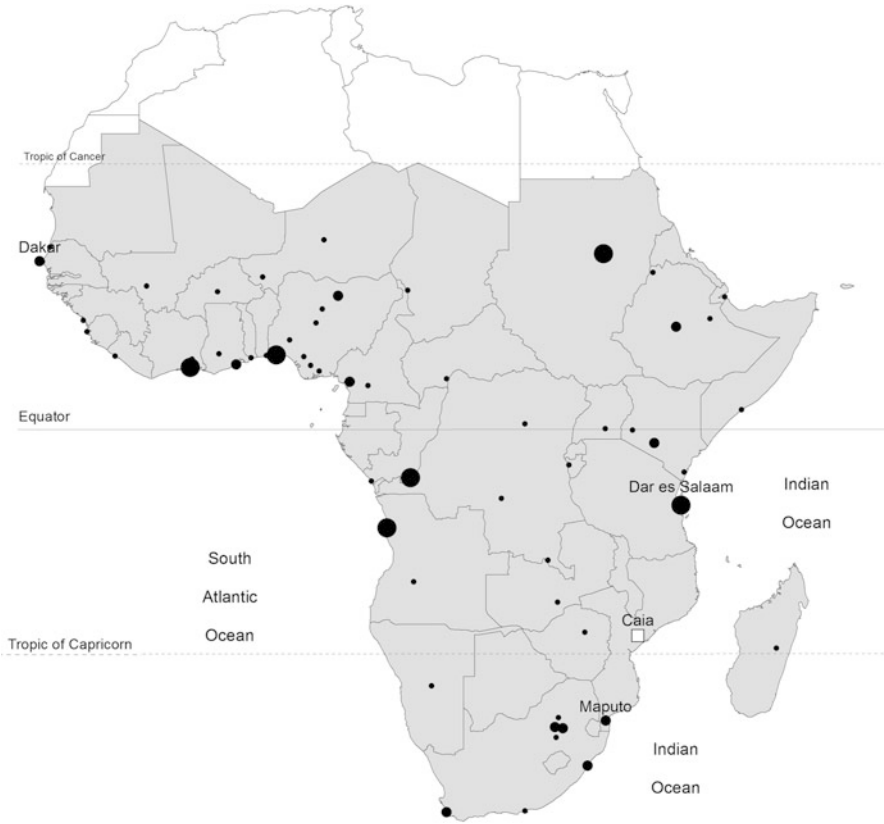 Tropic of Cancer
Dakar
Equator
Dar es Salaam
Indian
Ocean
South
Atlantic
Ocean
Caia
Tropic of Capricorn
Maputo
Indian
Ocean